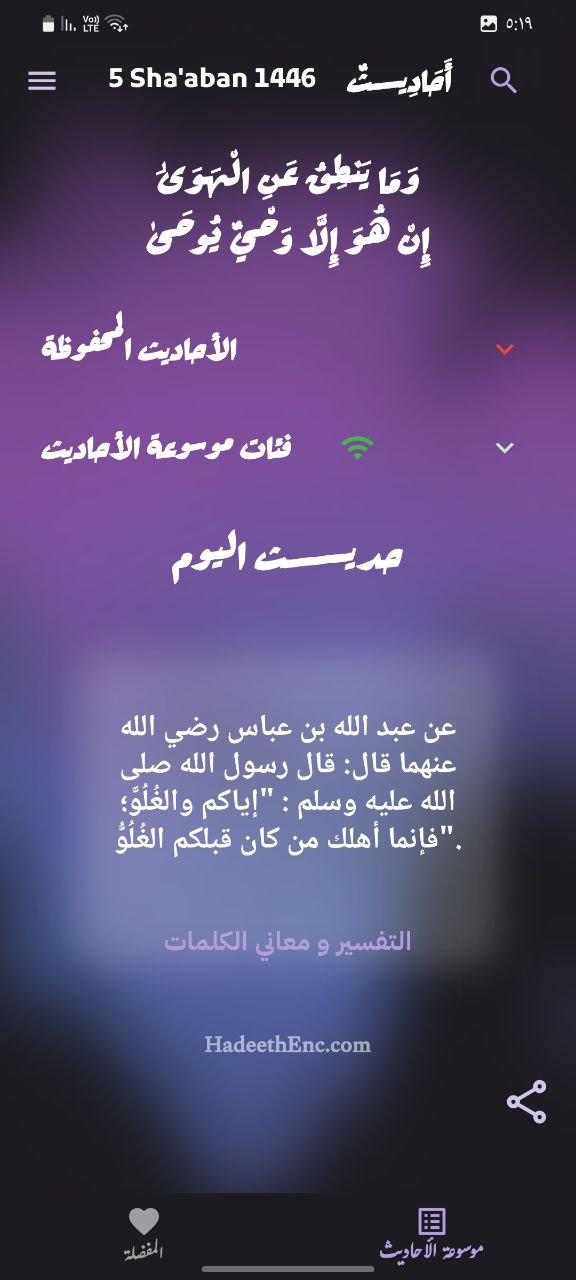 Vo)) LTE ٥:١٩
5 Sha'aban 1446 أَحَادِيثٌ
وَمَا يَنْطِقُ عَنِ الْهَوَىٰ
إِنْ هُوَ إِلَّا وَحْيٌ يُوحَىٰ
الأحاديث المحفوظة
فئات موسوعة الأحاديث
حديث اليوم
عن عبد الله بن عباس رضي الله
عنهما قال: قال رسول الله صلى
الله عليه وسلم : "إياكم والغُلُوَّ؛
فإنما أهلك من كان قبلكم الغُلُوُّ".
التفسير و معاني الكلمات
HadeethEnc.com
موسوعة الأحاديث
المفضلة